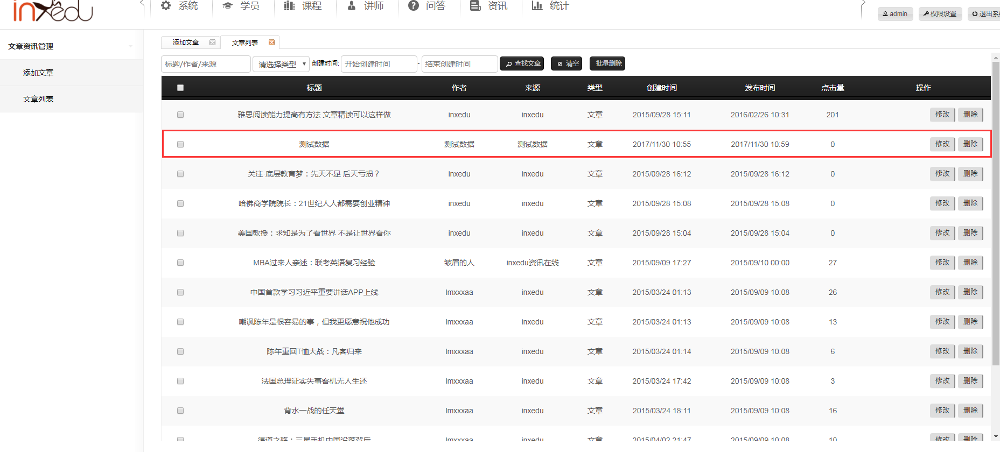 inxedu
系统 学员 课程 讲师 问答 资讯 统计
admin 权限设置 退出系
文章资讯管理
添加文章
文章列表
添加文章 文章列表
标题/作者/来源 请选择类型 创建时间: 开始创建时间 - 结束创建时间 查找文章 清空 批量删除
标题 作者 来源 类型 创建时间 发布时间 点击量 操作
雅思阅读能力提高有方法 文章精读可以这样做 inxedu inxedu 文章 2015/09/28 15:11 2016/02/26 10:31 201 修改 删除
测试数据 测试数据 测试数据 文章 2017/11/30 10:55 2017/11/30 10:59 0 修改 删除
关注·底层教育梦：先天不足 后天亏损？ inxedu inxedu 文章 2015/09/28 16:12 2015/09/28 16:12 0 修改 删除
哈佛商学院院长：21世纪人人都需要创业精神 inxedu inxedu 文章 2015/09/28 15:08 2015/09/28 15:08 0 修改 删除
美国教授：求知是为了看世界 不是让世界看你 inxedu inxedu 文章 2015/09/28 15:04 2015/09/28 15:04 0 修改 删除
MBA过来人亲述：联考英语复习经验 皱眉的人 inxedu资讯在线 文章 2015/09/09 17:27 2015/09/10 00:00 27 修改 删除
中国首款学习习近平重要讲话APP上线 lmxxxaa inxedu 文章 2015/03/24 01:13 2015/09/09 10:08 26 修改 删除
嘲讽陈年是很容易的事，但我更愿意祝他成功 lmxxxaa inxedu 文章 2015/03/24 01:13 2015/09/09 10:08 13 修改 删除
陈年重回T恤大战：凡客归来 lmxxxaa inxedu 文章 2015/03/24 01:14 2015/09/09 10:08 6 修改 删除
法国总理证实失事客机无人生还 lmxxxaa inxedu 文章 2015/03/24 17:42 2015/09/09 10:08 3 修改 删除
背水一战的任天堂 lmxxxaa inxedu 文章 2015/03/24 18:11 2015/09/09 10:08 16 修改 删除
渠道之殇：三星手机中国没落背后 lmxxxaa inxedu 文章 2015/04/02 21:47 2015/09/09 10:08 10 修改 删除